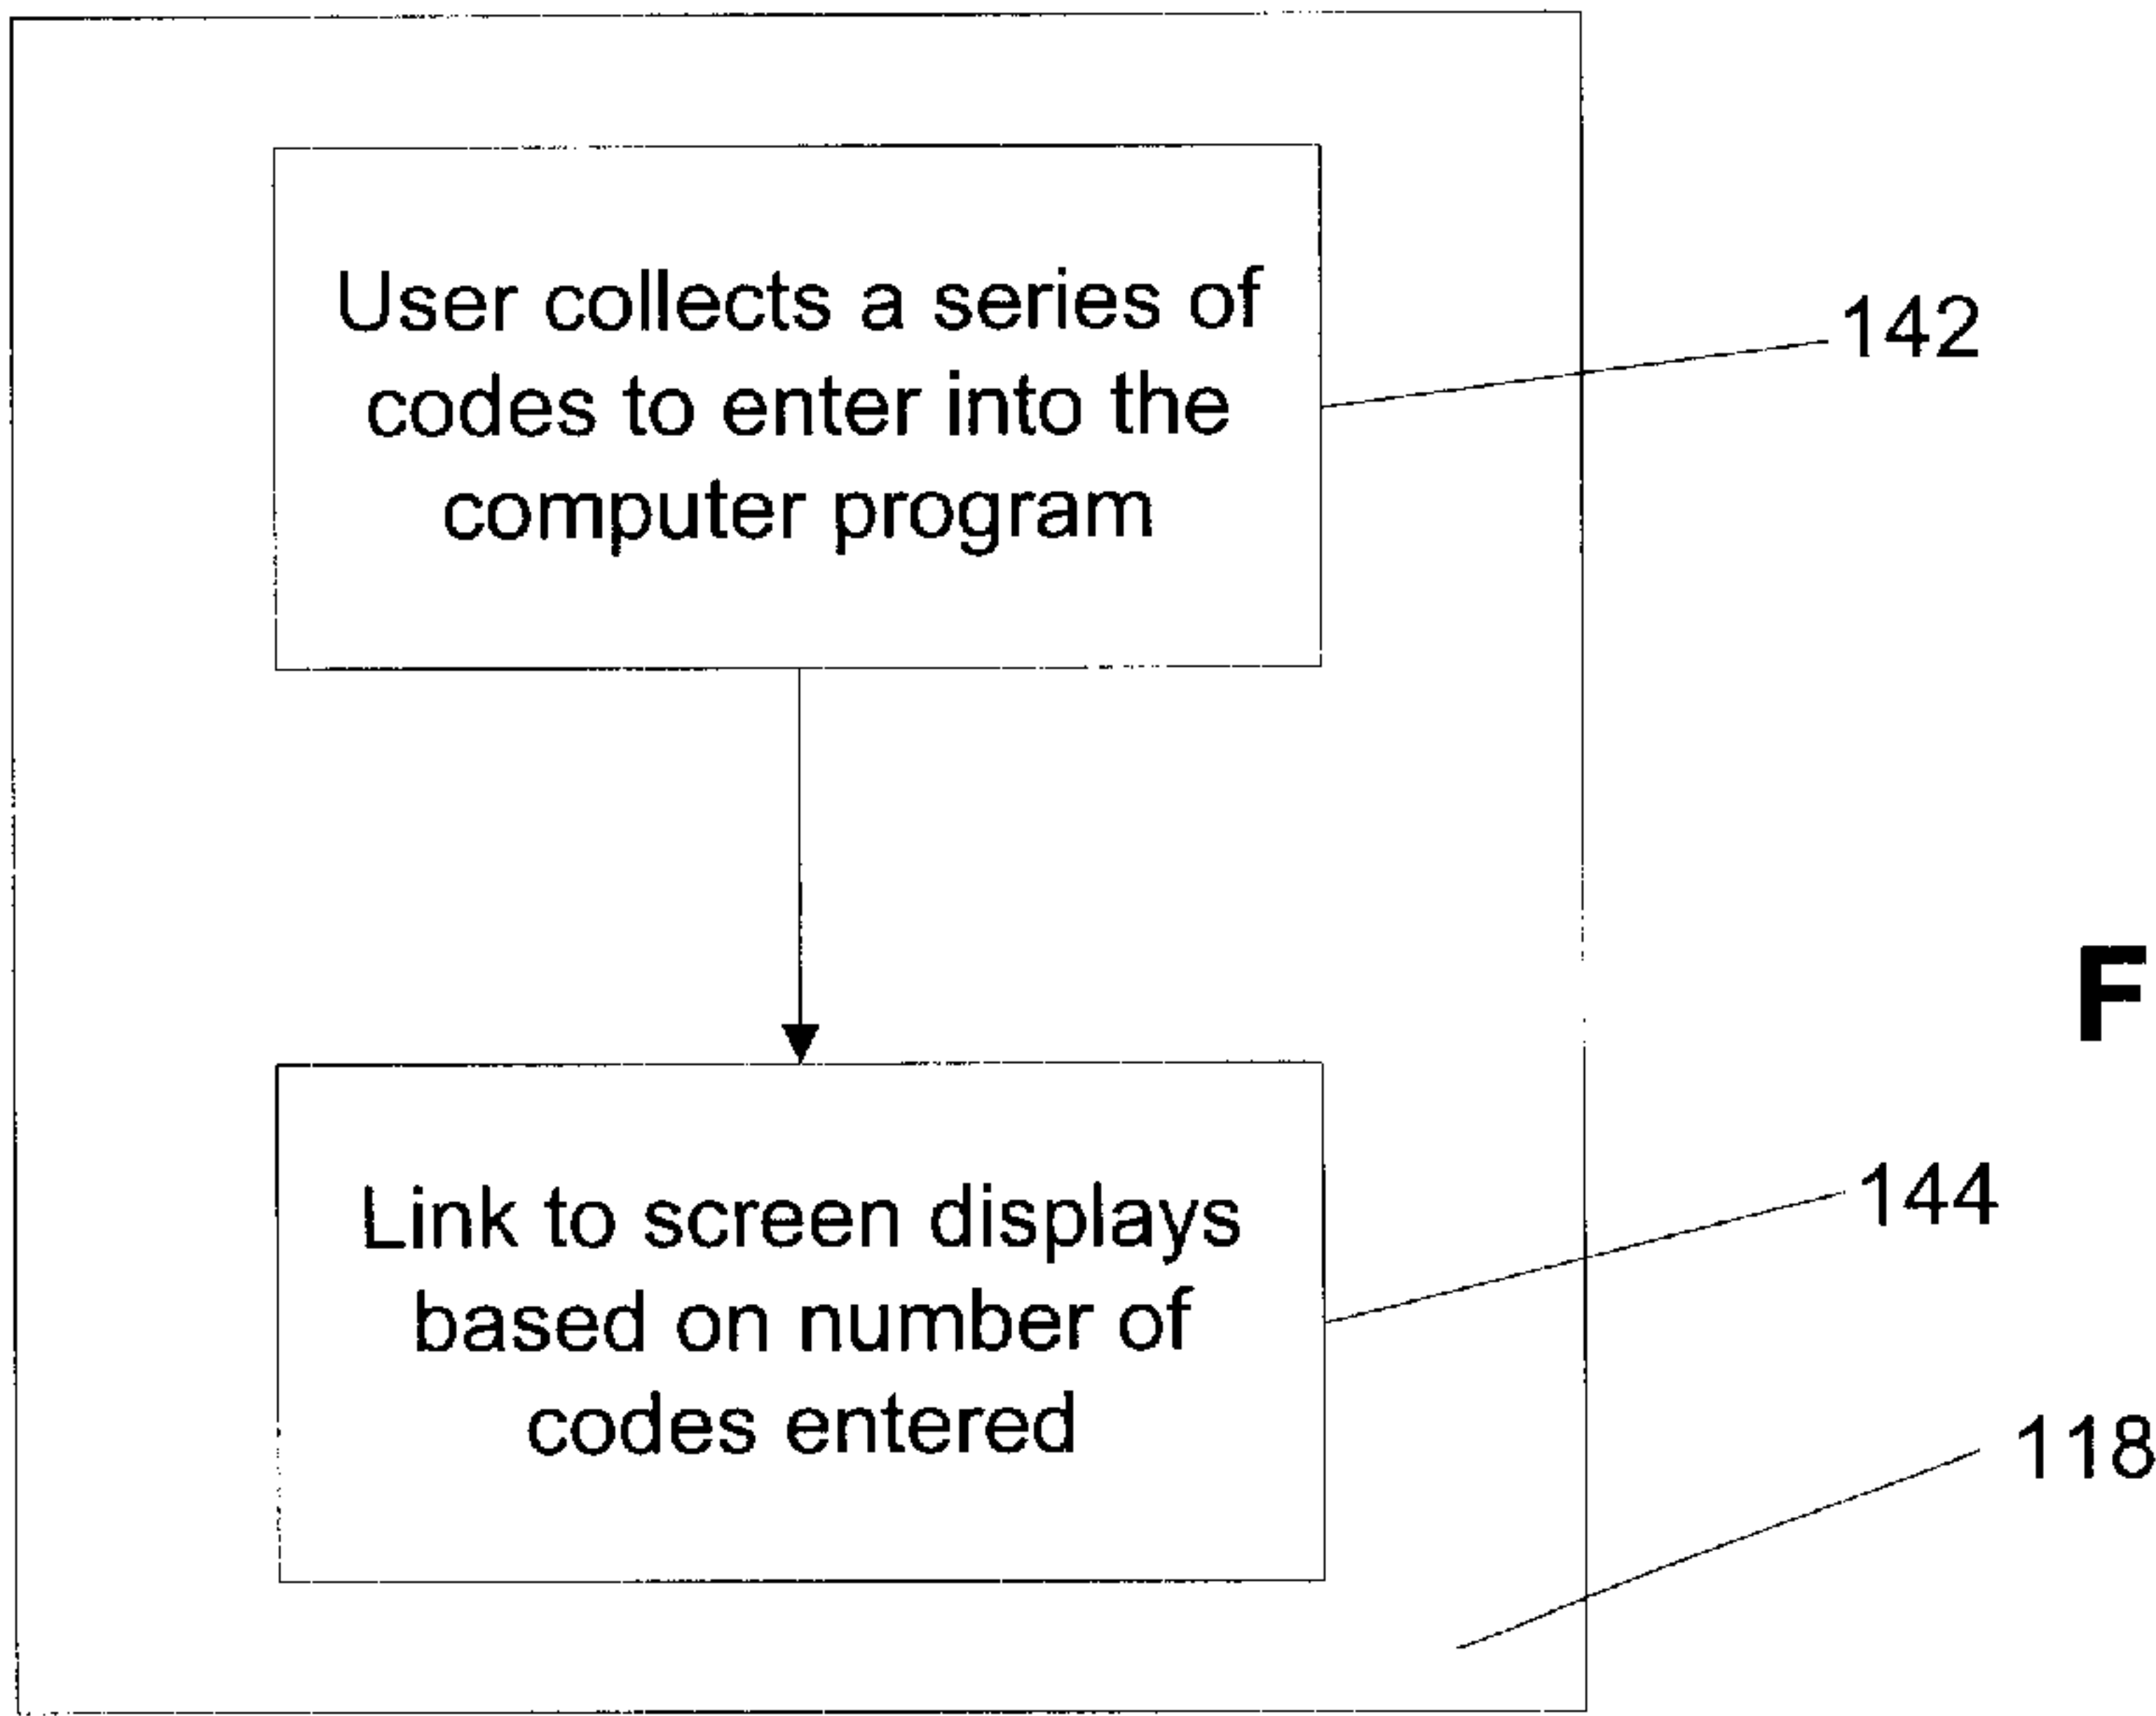 User collects a series of
codes to enter into the
computer program
142
F
Link to screen displays
based on number of
codes entered
144
118